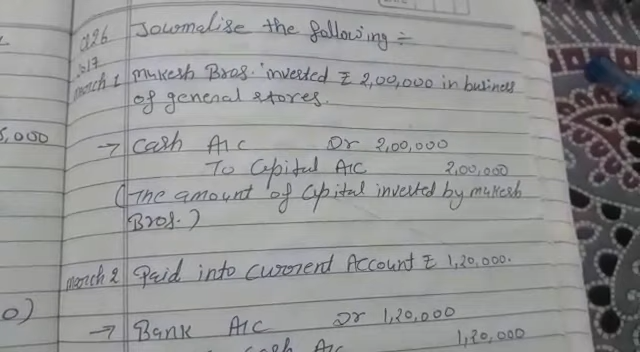 Q26 Journalise the following :-
2017
March 1 Mukesh Bros. invested ₹ 2,00,000 in business
of general stores.
5,000
→ Cash A/C Dr 2,00,000
To Capital A/C 2,00,000
(The amount of Capital invested by Mukesh
Bros.)
March 2 Paid into Current Account ₹ 1,20,000.
0)
→ Bank A/C Dr 1,20,000
Cash A/C 1,20,000